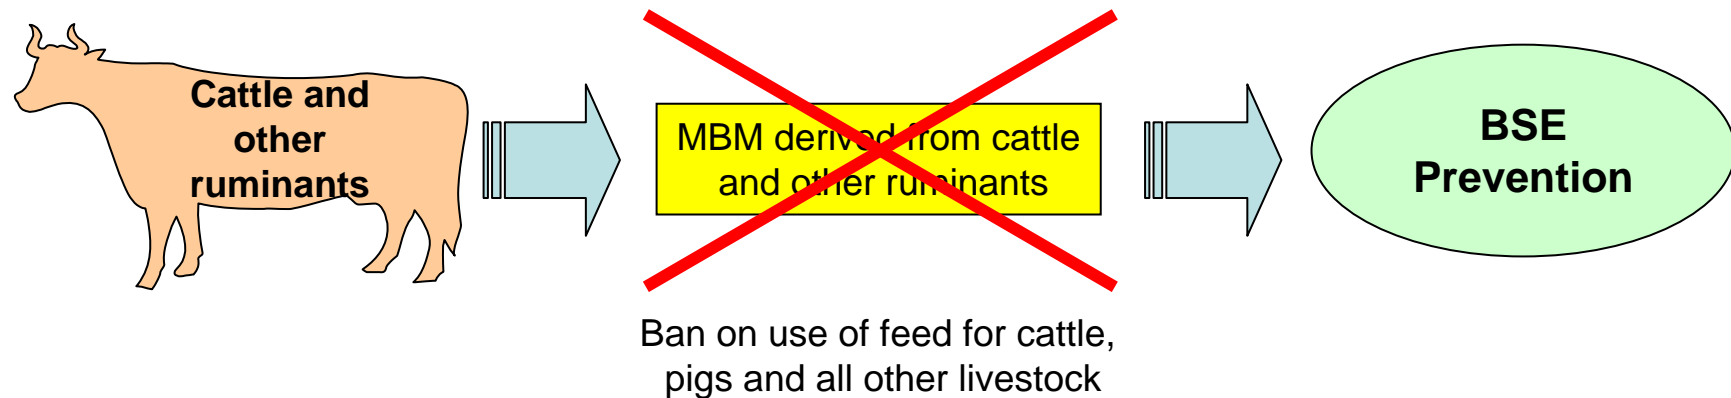 Cattle and
other
ruminants
MBM derived from cattle
and other ruminants
BSE
Prevention
Ban on use of feed for cattle,
pigs and all other livestock